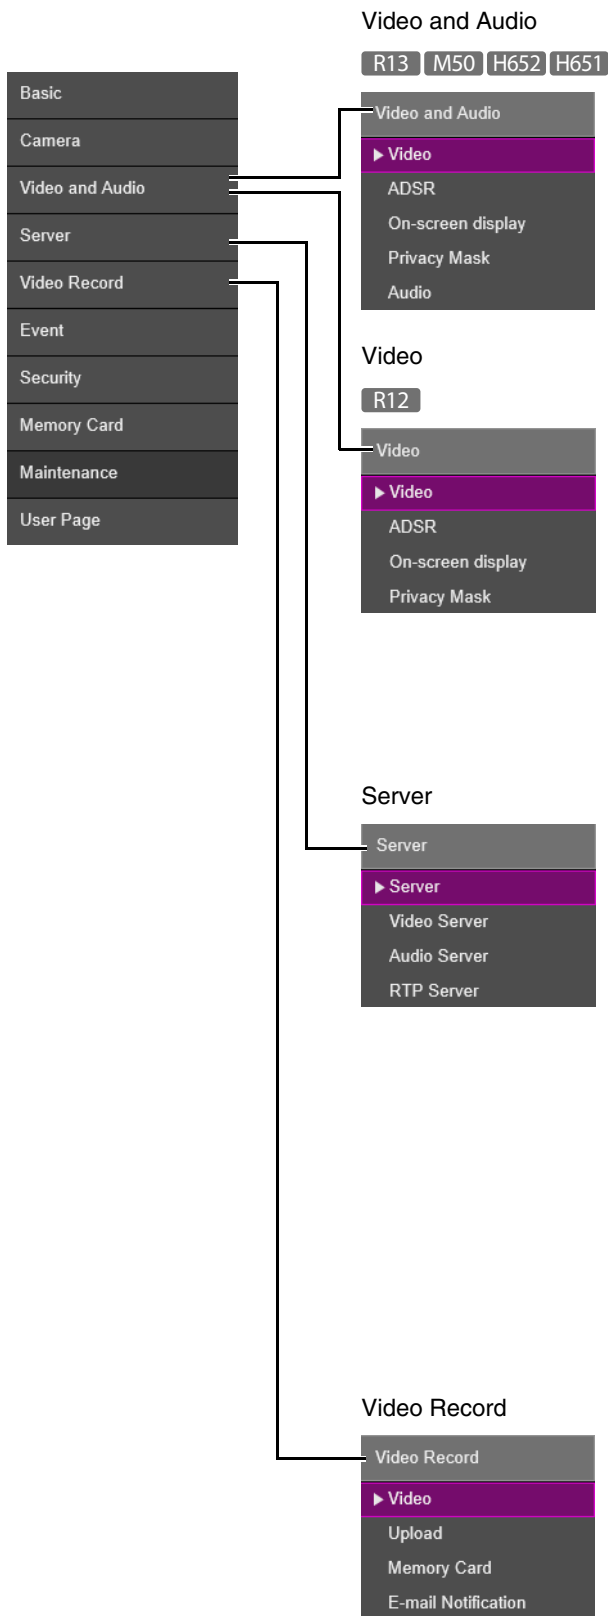 Basic
Camera
Video and Audio
Server
Video Record
Event
Security
Memory Card
Maintenance
User Page
Video and Audio
R13 M50 H652 H651
Video and Audio
Video
ADSR
On-screen display
Privacy Mask
Audio
Video
R12
Video
Video
ADSR
On-screen display
Privacy Mask
Server
Server
Server
Video Server
Audio Server
RTP Server
Video Record
Video Record
Video
Upload
Memory Card
E-mail Notification